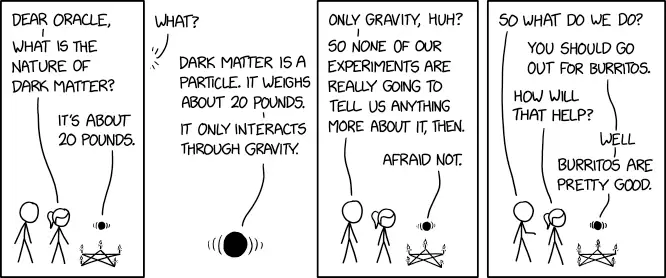 DEAR ORACLE,
WHAT IS THE
NATURE OF
DARK MATTER?
IT'S ABOUT
20 POUNDS.
WHAT?
DARK MATTER IS A
PARTICLE. IT WEIGHS
ABOUT 20 POUNDS.
IT ONLY INTERACTS
THROUGH GRAVITY.
ONLY GRAVITY, HUH?
SO NONE OF OUR
EXPERIMENTS ARE
REALLY GOING TO
TELL US ANYTHING
MORE ABOUT IT, THEN.
AFRAID NOT.
SO WHAT DO WE DO?
YOU SHOULD GO
OUT FOR BURRITOS.
HOW WILL
THAT HELP?
WELL
BURRITOS ARE
PRETTY GOOD.